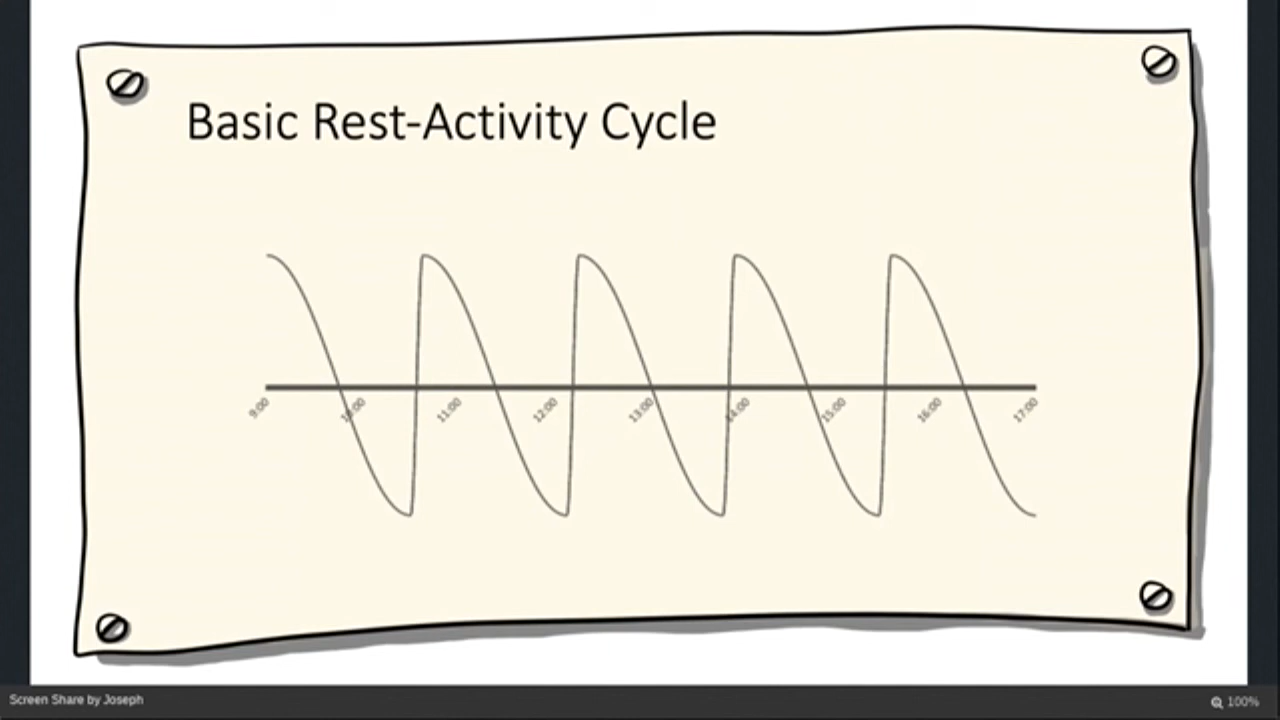 Basic Rest-Activity Cycle
9:00 10:00 11:00 12:00 13:00 14:00 15:00 16:00 17:00
Screen Share by Joseph
100%